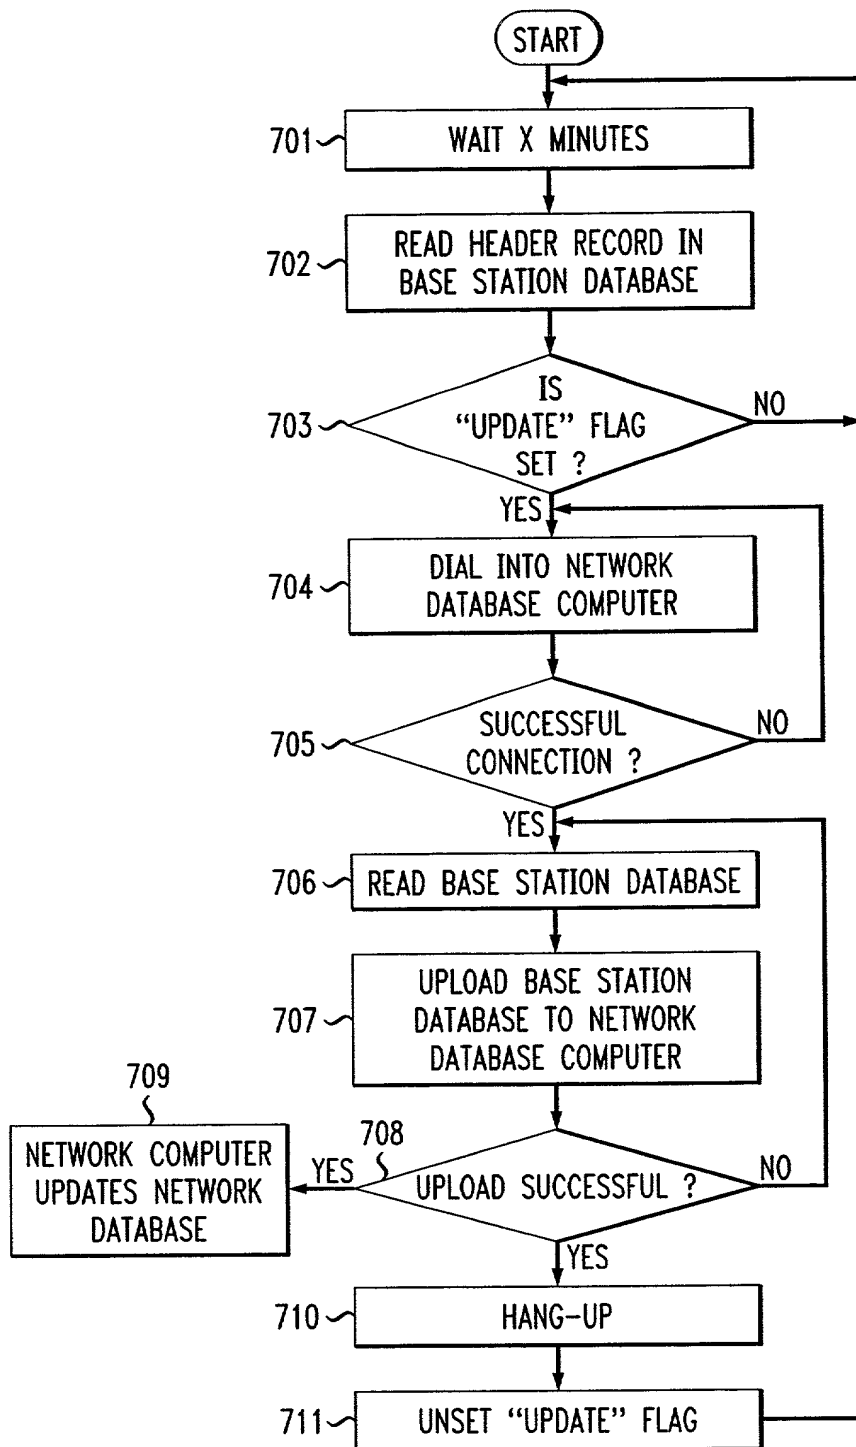 START
701
WAIT X MINUTES
702
READ HEADER RECORD IN
BASE STATION DATABASE
703
IS
“UPDATE” FLAG
SET ?
NO
YES
704
DIAL INTO NETWORK
DATABASE COMPUTER
705
SUCCESSFUL
CONNECTION ?
NO
YES
706
READ BASE STATION DATABASE
707
UPLOAD BASE STATION
DATABASE TO NETWORK
DATABASE COMPUTER
708
UPLOAD SUCCESSFUL ?
NO
YES
709
NETWORK COMPUTER
UPDATES NETWORK
DATABASE
YES
710
HANG-UP
711
UNSET “UPDATE” FLAG